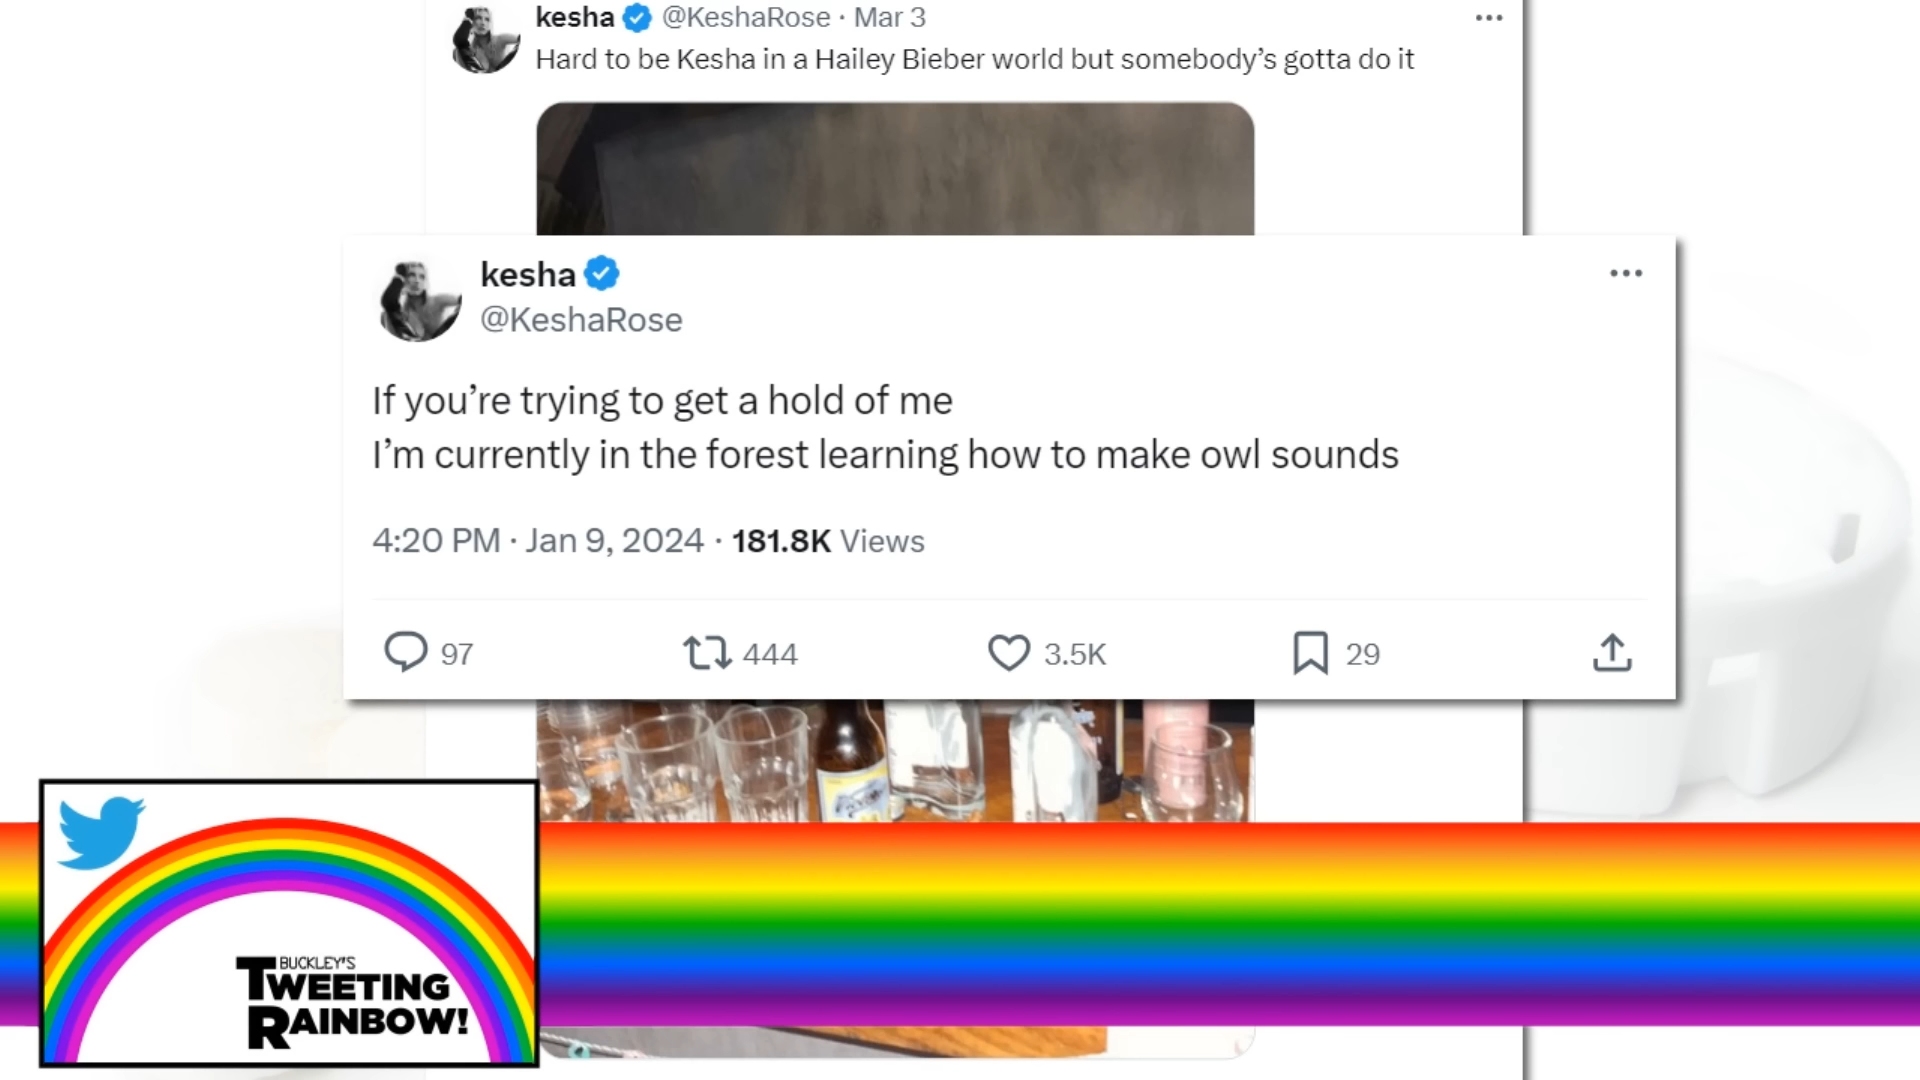 kesha @KeshaRose · Mar 3
Hard to be Kesha in a Hailey Bieber world but somebody’s gotta do it
kesha
@KeshaRose
If you’re trying to get a hold of me
I’m currently in the forest learning how to make owl sounds
4:20 PM · Jan 9, 2024 · 181.8K Views
97 444 3.5K 29
BUCKLEY'S
TWEETING
RAINBOW!